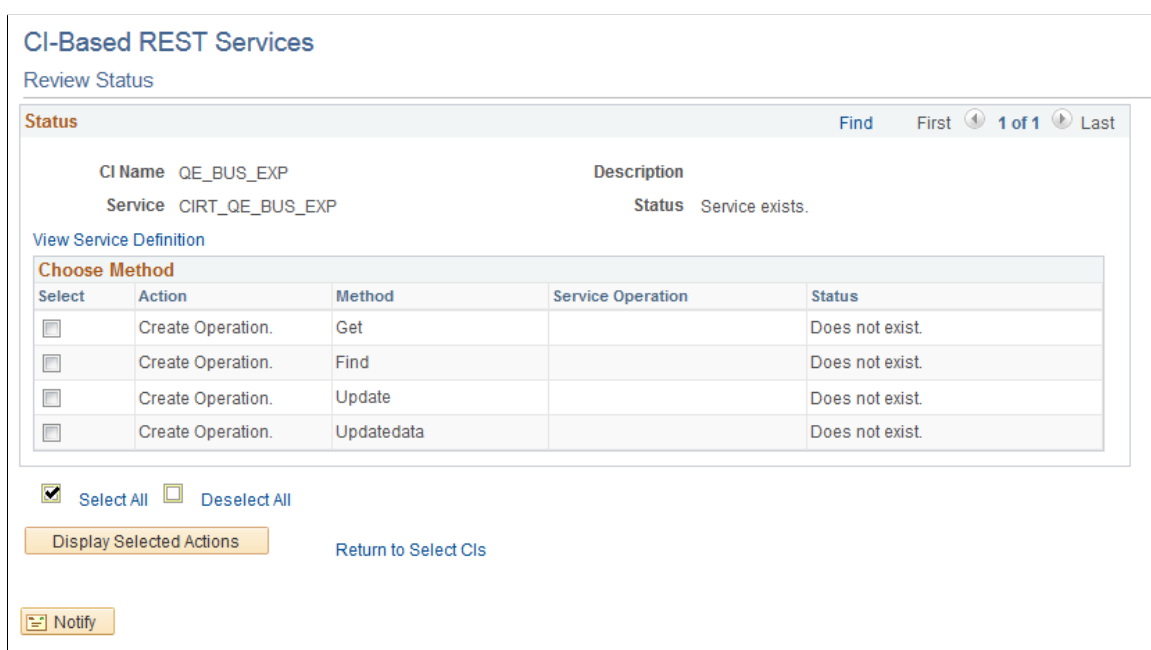 CI-Based REST Services
Review Status
Status Find First 1 of 1 Last
CI Name QE_BUS_EXP Description
Service CIRT_QE_BUS_EXP Status Service exists.
View Service Definition
Choose Method
Select Action Method Service Operation Status
Create Operation. Get Does not exist.
Create Operation. Find Does not exist.
Create Operation. Update Does not exist.
Create Operation. Updatedata Does not exist.
Select All Deselect All
Display Selected Actions Return to Select CIs
Notify